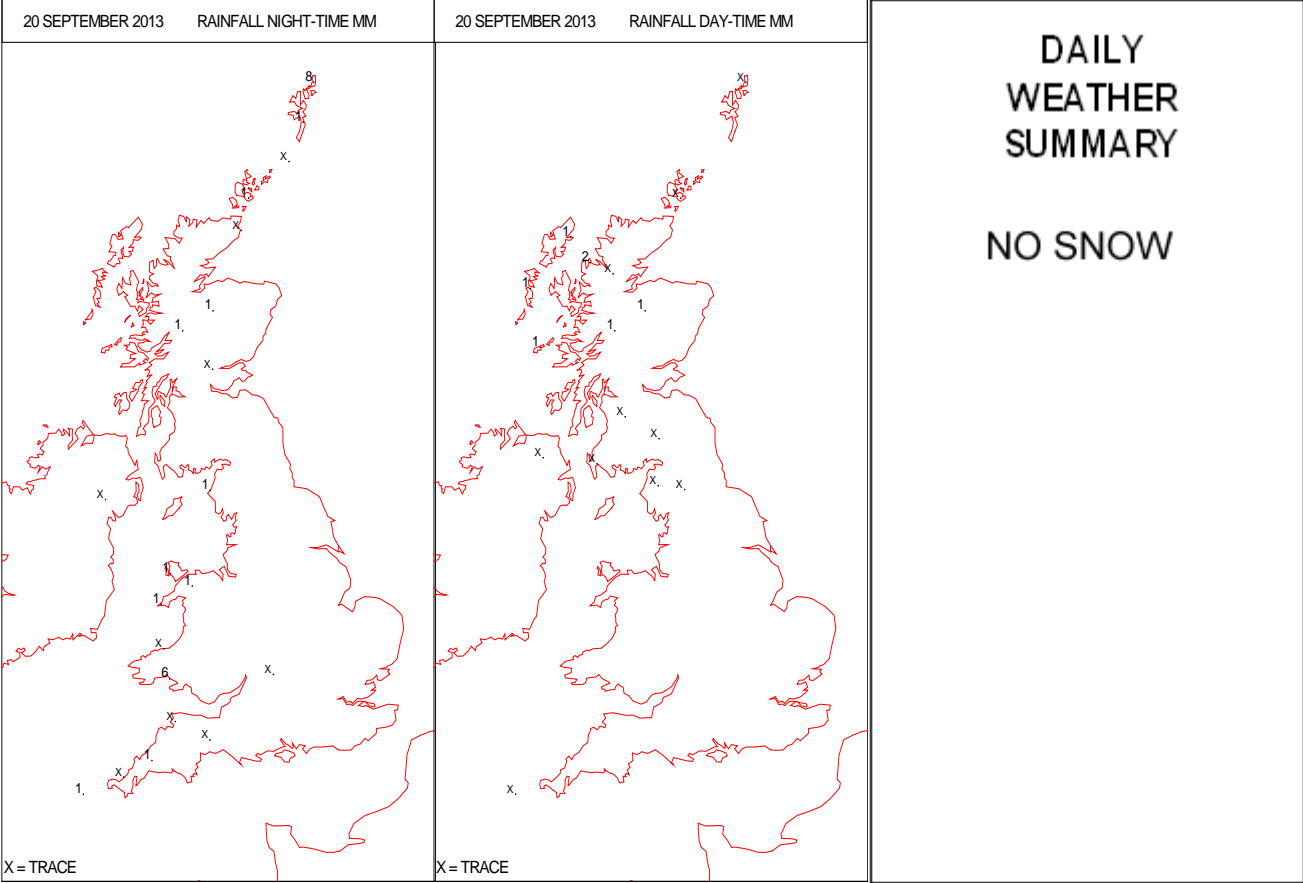 20 SEPTEMBER 2013 RAINFALL NIGHT-TIME MM
8
1.
X.
1.
X.
1.
1.
X.
1
X.
1
1.
1
X
6
X.
X.
X.
1.
X
1.
X = TRACE
20 SEPTEMBER 2013 RAINFALL DAY-TIME MM
X
X.
1.
2
X.
1
1.
1.
1
X.
X.
X.
X
X.
X.
X.
X = TRACE
DAILY
WEATHER
SUMMARY
NO SNOW